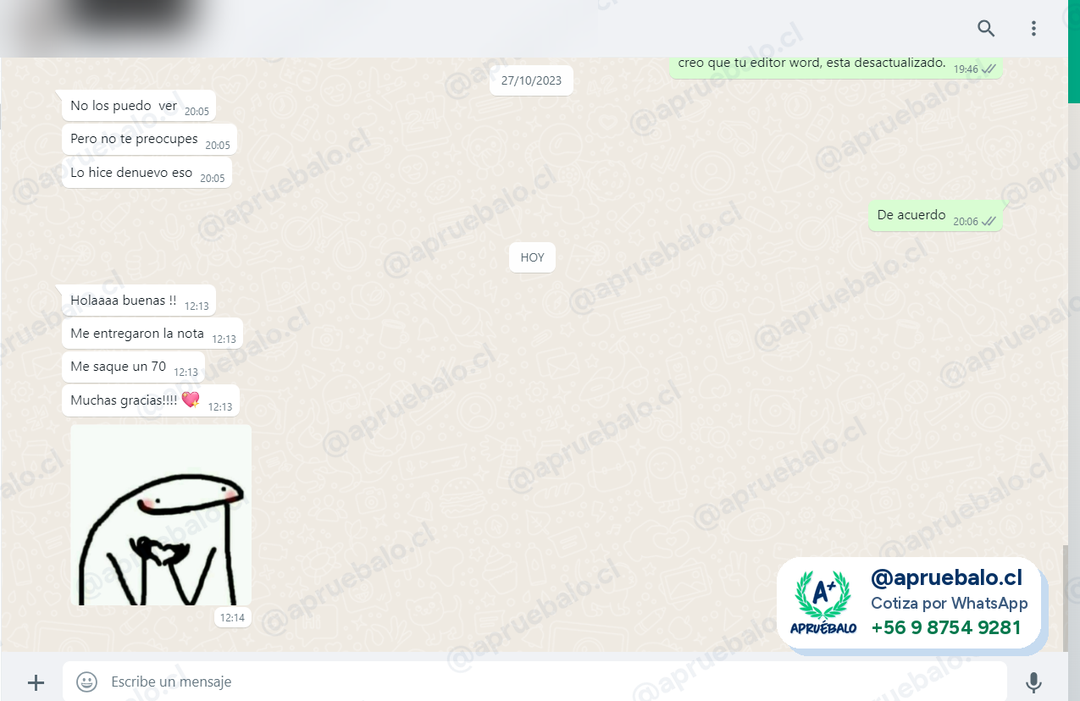 creo que tu editor word, esta desactualizado. 19:46
27/10/2023
No los puedo ver 20:05
Pero no te preocupes 20:05
Lo hice denuevo eso 20:05
De acuerdo 20:06
HOY
Holaaaa buenas !! 12:13
Me entregaron la nota 12:13
Me saque un 70 12:13
Muchas gracias!!!! 💖 12:13
12:14
@apruebalo.cl
A+
Cotiza por WhatsApp
APRUÉBALO
+56 9 8754 9281
Escribe un mensaje